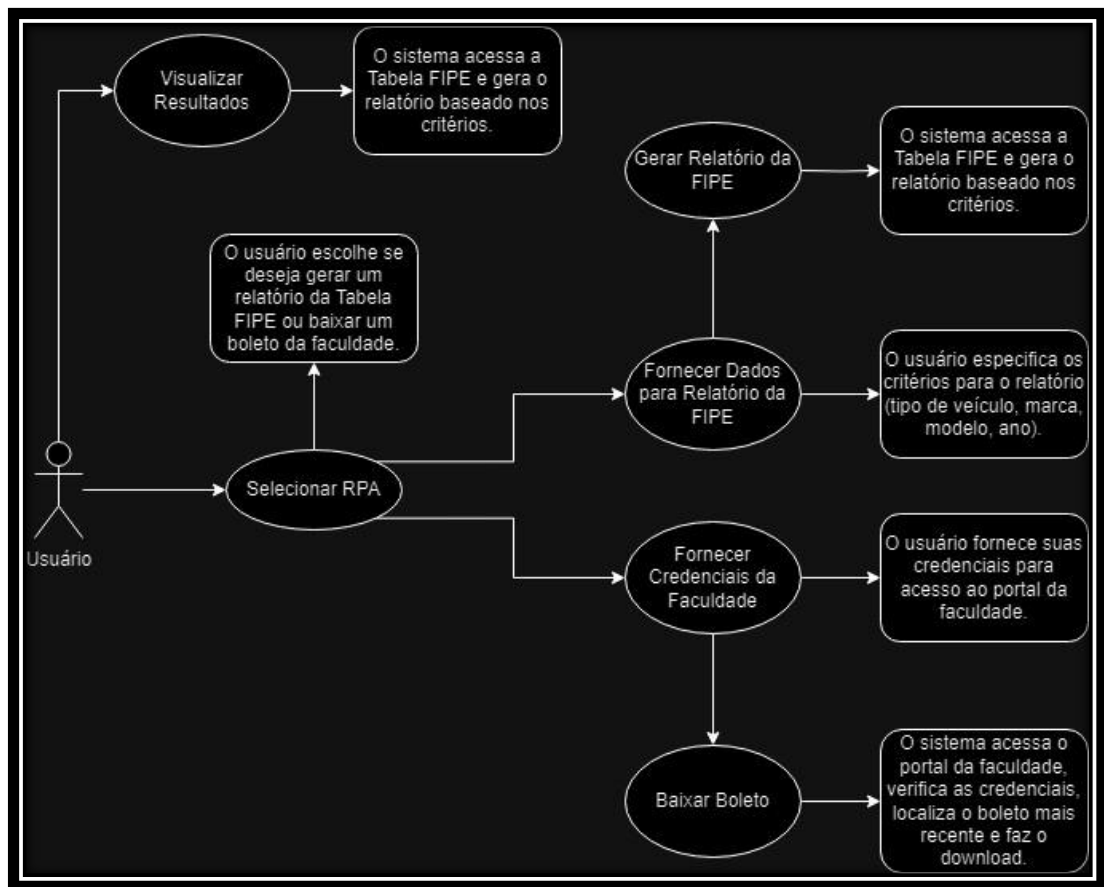 Visualizar
Resultados
O sistema acessa a
Tabela FIPE e gera o
relatório baseado nos
critérios.
Gerar Relatório da
FIPE
O sistema acessa a
Tabela FIPE e gera o
relatório baseado nos
critérios.
O usuário escolhe se
deseja gerar um
relatório da Tabela
FIPE ou baixar um
boleto da faculdade.
Fornecer Dados
para Relatório da
FIPE
O usuário especifica os
critérios para o relatório
(tipo de veículo, marca,
modelo, ano).
Usuário
Selecionar RPA
Fornecer
Credenciais da
Faculdade
O usuário fornece suas
credenciais para
acesso ao portal da
faculdade.
Baixar Boleto
O sistema acessa o
portal da faculdade,
verifica as credenciais,
localiza o boleto mais
recente e faz o
download.